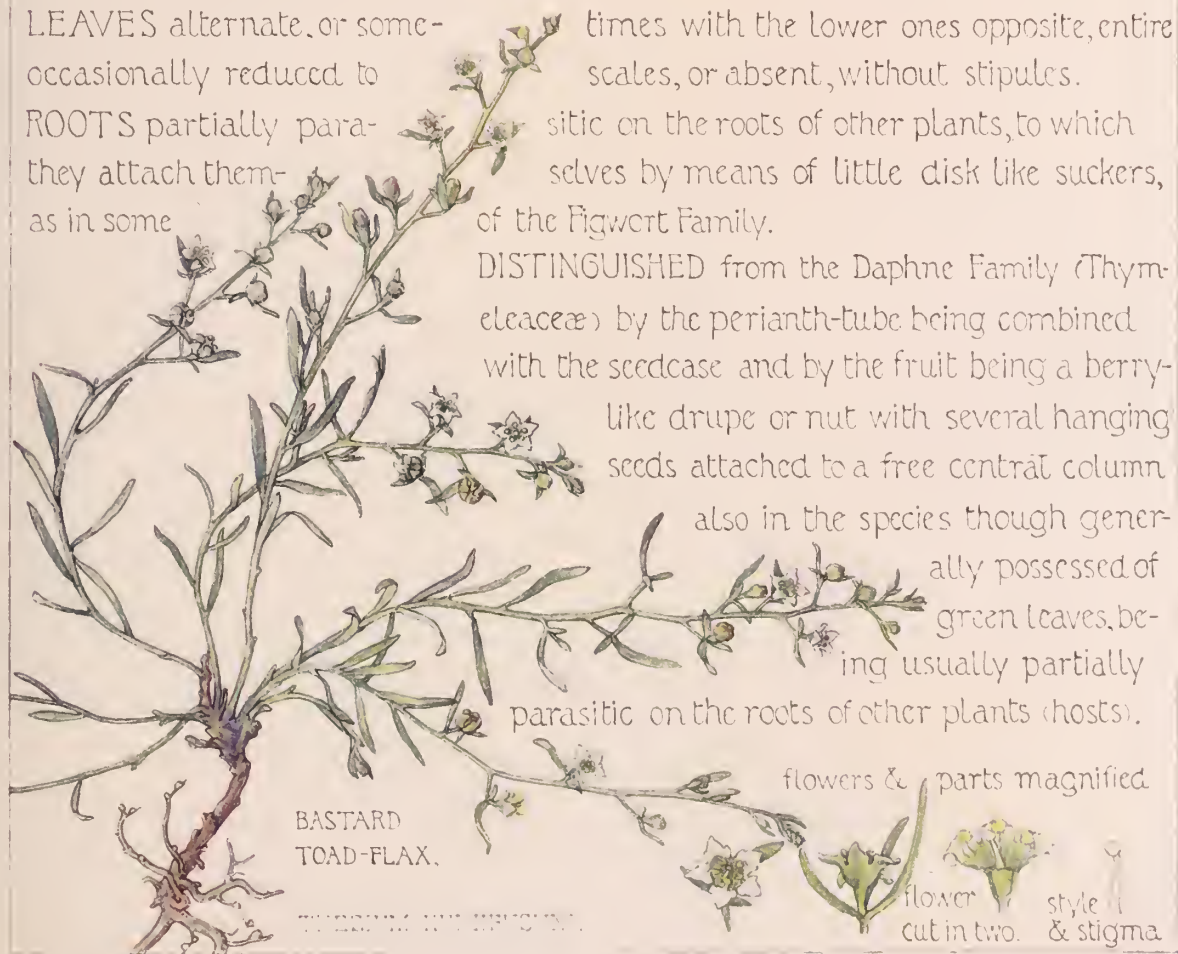 LEAVES alternate, or some- times with the lower ones opposite, entire
occasionally reduced to scales, or absent, without stipules.
ROOTS partially para- sitic on the roots of other plants, to which
they attach them- selves by means of little disk like suckers,
as in some of the Figwort Family.
DISTINGUISHED from the Daphne Family (Thym-
eleaceæ) by the perianth-tube being combined
with the seedcase and by the fruit being a berry-
like drupe or nut with several hanging
seeds attached to a free central column
also in the species though gener-
ally possessed of
green leaves, be-
ing usually partially
parasitic on the roots of other plants (hosts).
flowers & parts magnified
BASTARD
TOAD-FLAX.
flower
cut in two.
style
& stigma